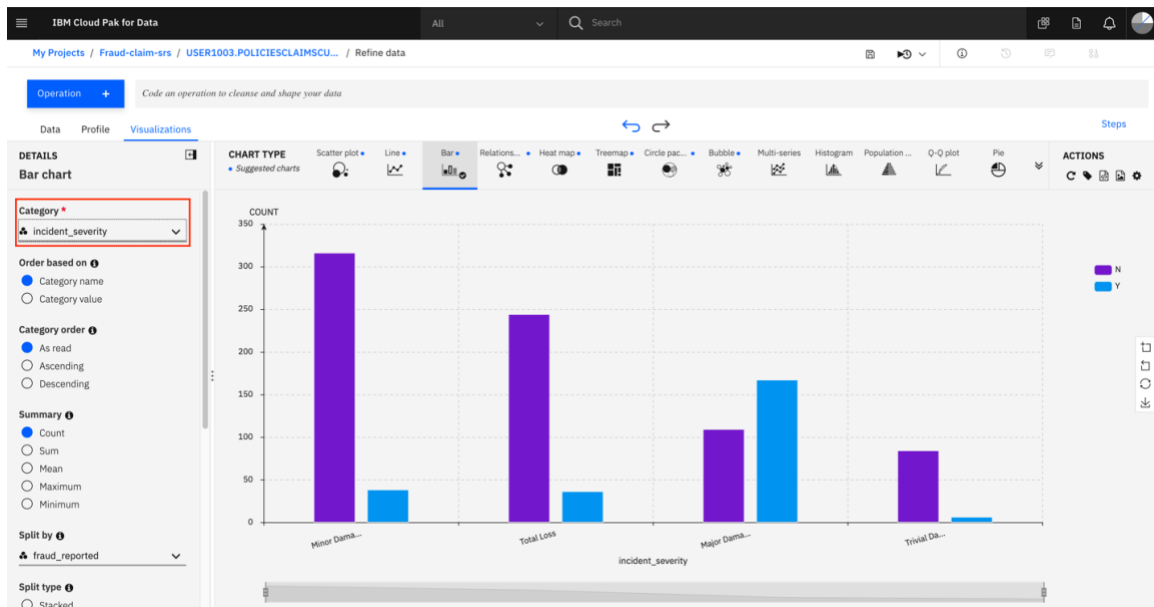 IBM Cloud Pak for Data
All
Search
My Projects / Fraud-claim-srs / USER1003.POLICIESCLAIMSCU... / Refine data
Operation +
Code an operation to cleanse and shape your data
Data Profile Visualizations
Steps
DETAILS
Bar chart
CHART TYPE
• Suggested charts
Scatter plot • Line • Bar • Relations... • Heat map • Treemap • Circle pac... • Bubble • Multi-series Histogram Population ... Q-Q plot Pie
ACTIONS
Category *
incident_severity
Order based on
Category name
Category value
Category order
As read
Ascending
Descending
Summary
Count
Sum
Mean
Maximum
Minimum
Split by
fraud_reported
Split type
Stacked
COUNT
350
300
250
200
150
100
50
0
Minor Dama... Total Loss Major Dama... Trivial Da...
incident_severity
N
Y